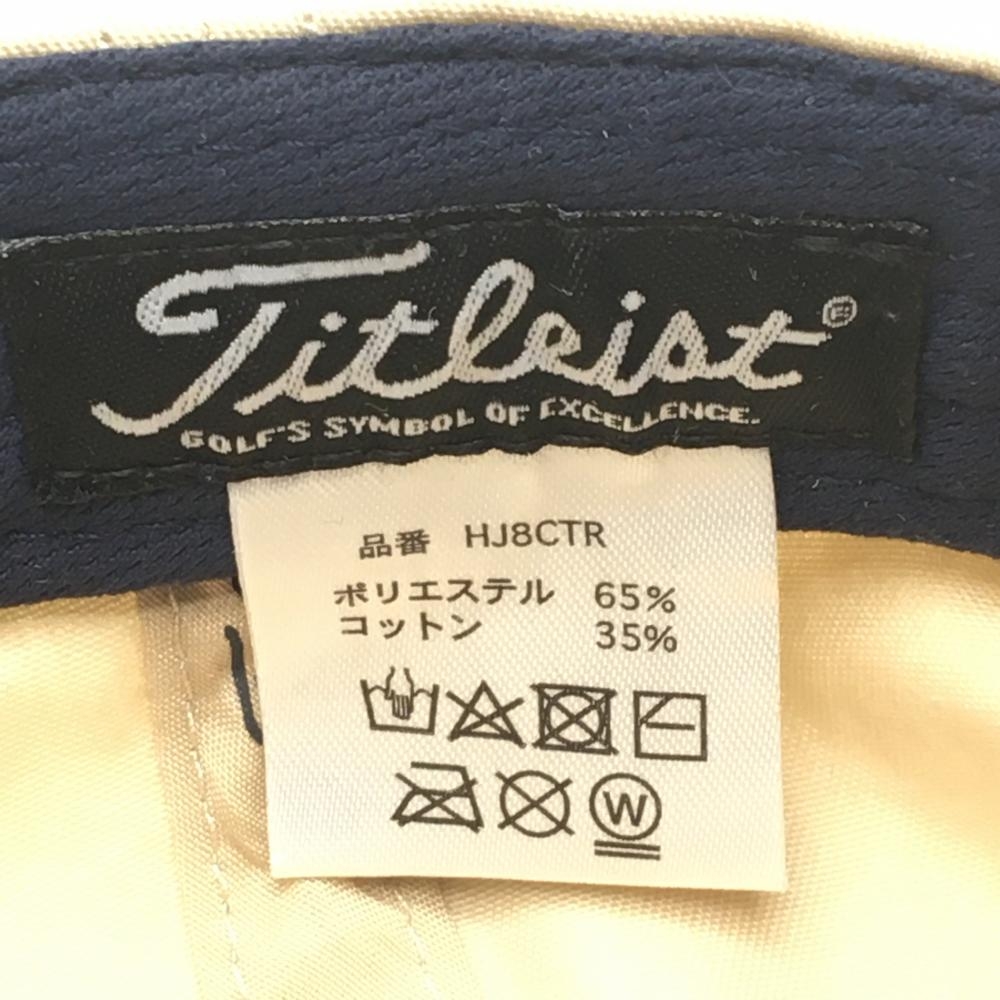 Titleist®
GOLF'S SYMBOL OF EXCELLENCE.
品番 HJ8CTR
ポリエステル 65%
コットン 35%
W